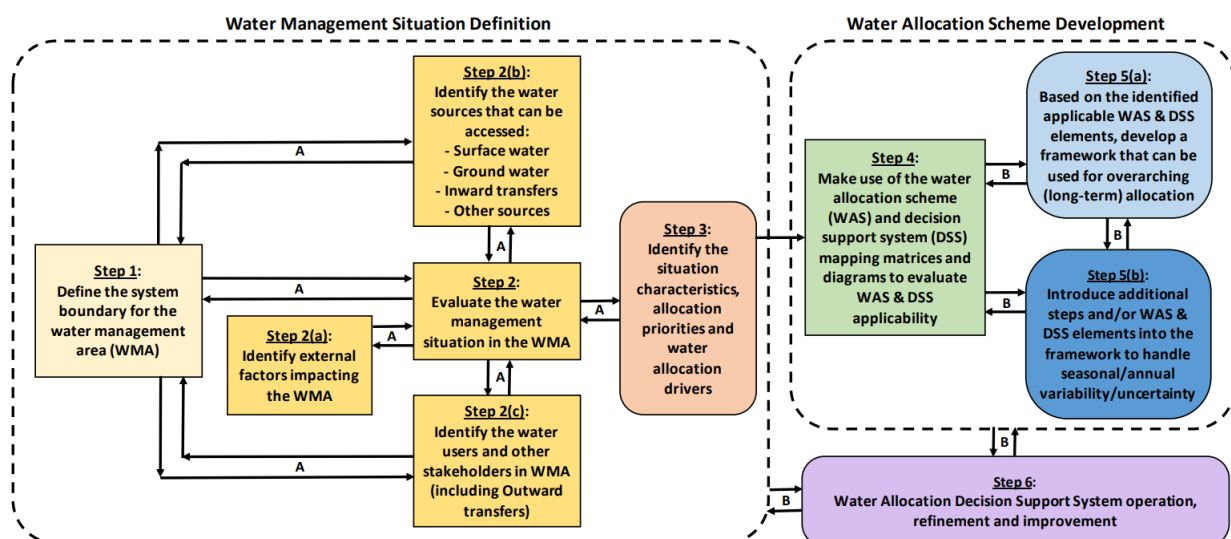 Water Management Situation Definition
Water Allocation Scheme Development
Step 2(b):
Identify the water
sources that can be
accessed:
- Surface water
- Ground water
- Inward transfers
- Other sources
A
A
Step 1:
Define the system
boundary for the
water management
area (WMA)
A
Step 2:
Evaluate the water
management
situation in the WMA
A
Step 2(a):
Identify external
factors impacting
the WMA
A
A
Step 2(c):
Identify the water
users and other
stakeholders in WMA
(including Outward
transfers)
A
Step 3:
Identify the
situation
characteristics,
allocation
priorities and
water
allocation
drivers
Step 4:
Make use of the water
allocation scheme
(WAS) and decision
support system (DSS)
mapping matrices and
diagrams to evaluate
WAS & DSS
applicability
B
B
Step 5(a):
Based on the identified
applicable WAS & DSS
elements, develop a
framework that can be
used for overarching
(long-term) allocation
B
Step 5(b):
Introduce additional
steps and/or WAS &
DSS elements into the
framework to handle
seasonal/annual
variability/uncertainty
B
B
Step 6:
Water Allocation Decision Support System operation,
refinement and improvement